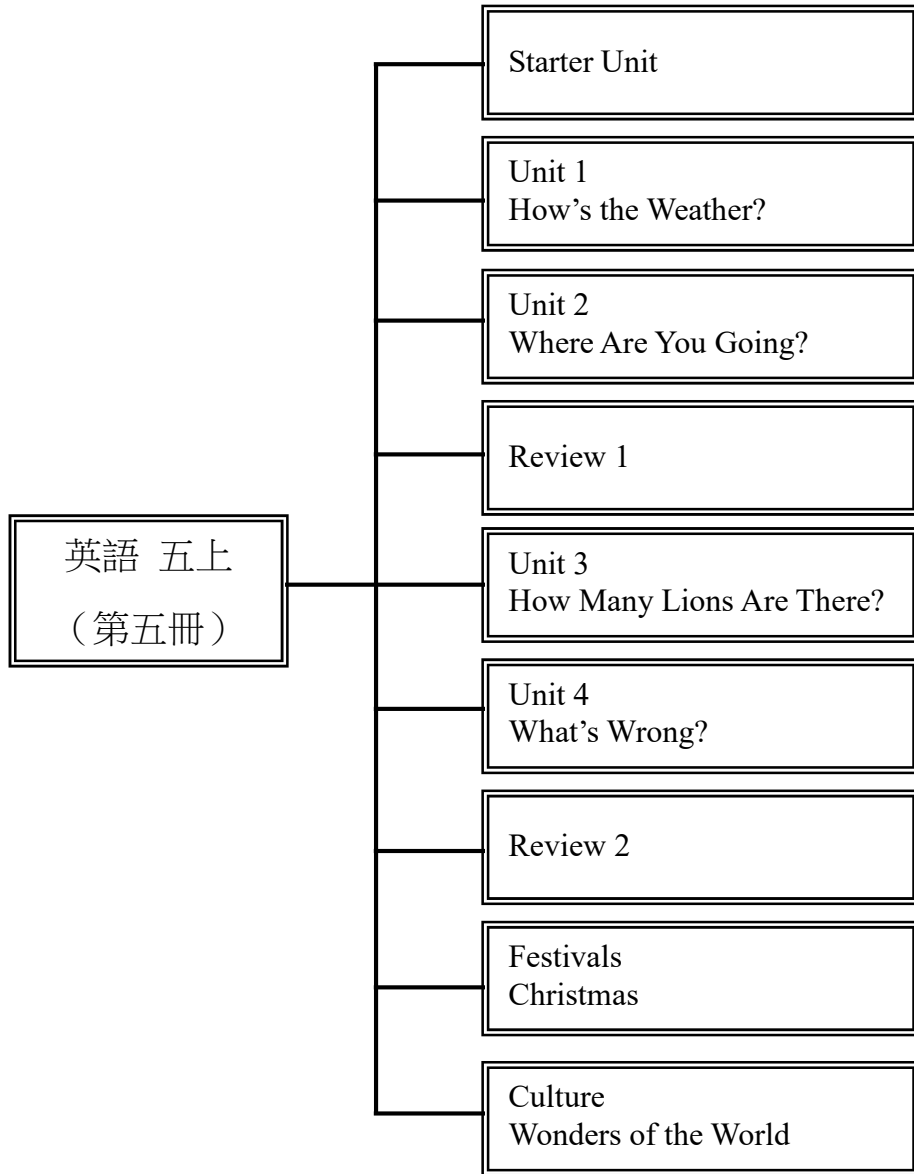 Starter Unit
Unit 1
How's the Weather?
Unit 2
Where Are You Going?
Review 1
英語 五上
（第五冊）
Unit 3
How Many Lions Are There?
Unit 4
What's Wrong?
Review 2
Festivals
Christmas
Culture
Wonders of the World